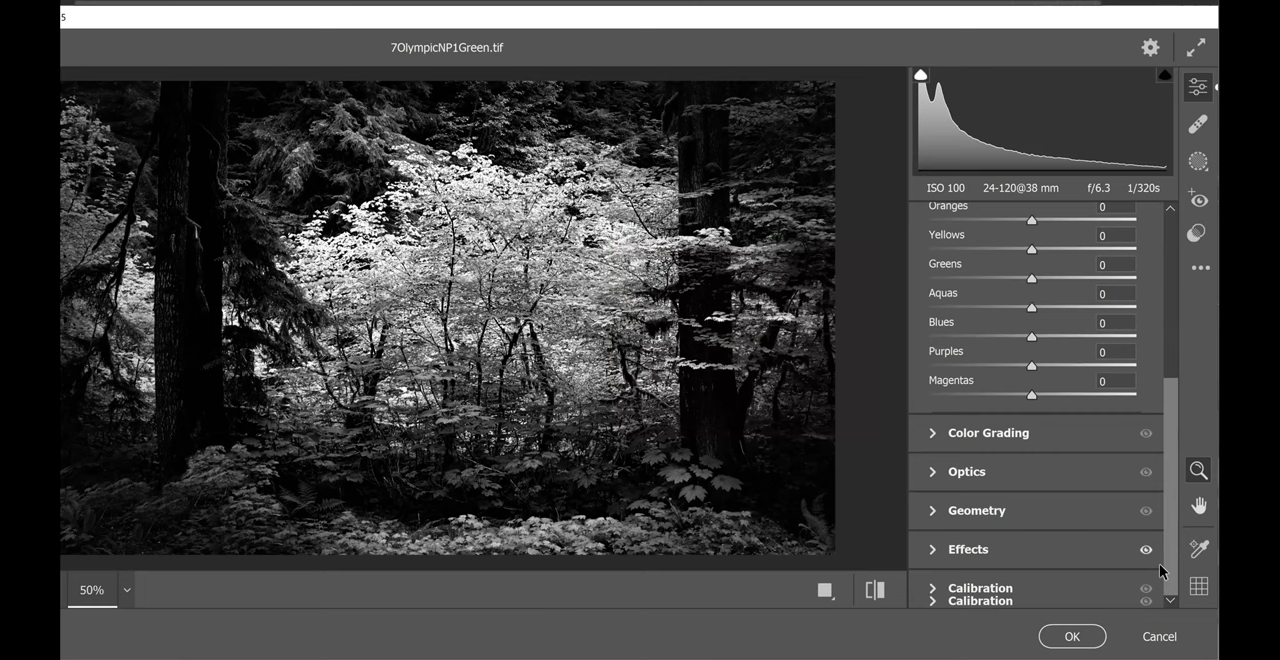 5
7OlympicNP1Green.tif
ISO 100 24-120@38 mm f/6.3 1/320s
Oranges 0
Yellows 0
Greens 0
Aquas 0
Blues 0
Purples 0
Magentas 0
Color Grading
Optics
Geometry
Effects
Calibration
Calibration
50%
OK Cancel